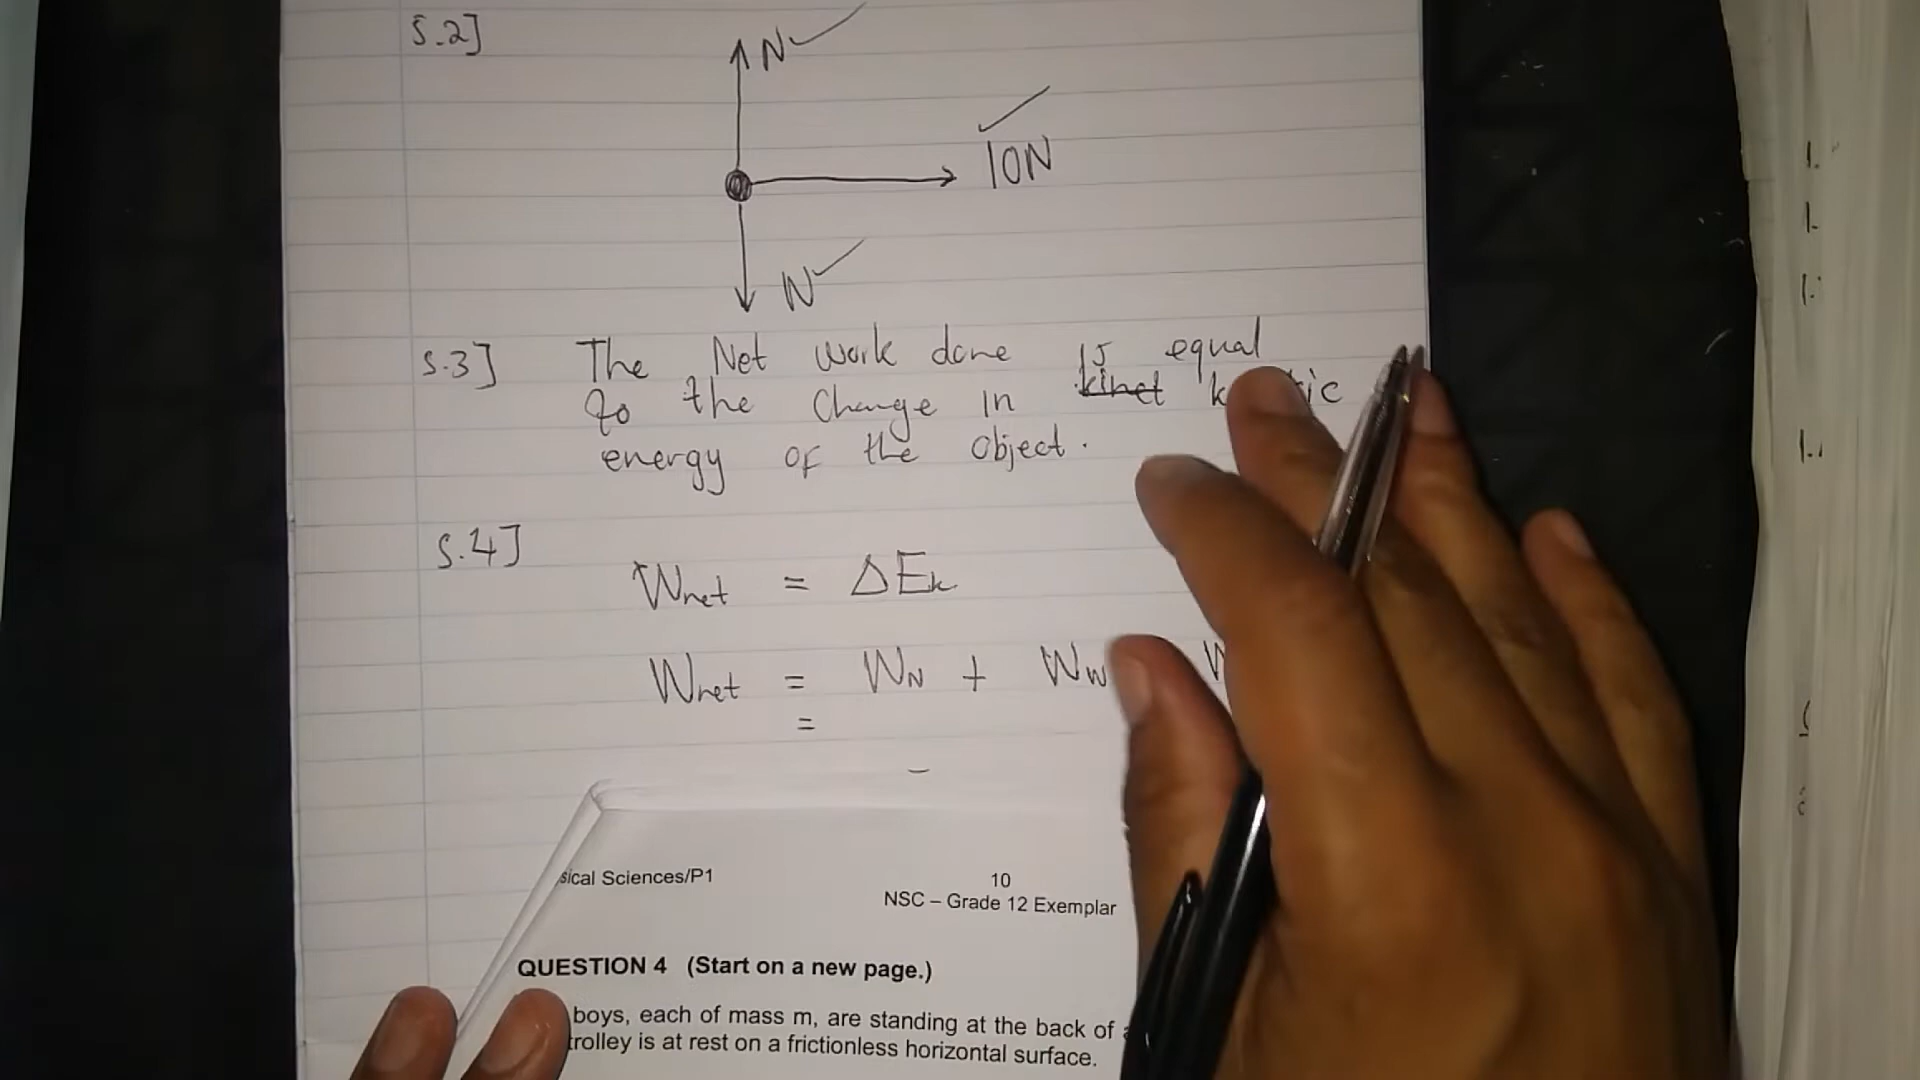 5.2]
N
10N
W
5.3] The Net work done is equal
to the change in kinet
energy of the object.
5.4]
Wnet = ΔEk
Wnet = WN + Ww
=
sical Sciences/P1
10
NSC – Grade 12 Exemplar
QUESTION 4 (Start on a new page.)
boys, each of mass m, are standing at the back of
trolley is at rest on a frictionless horizontal surface.